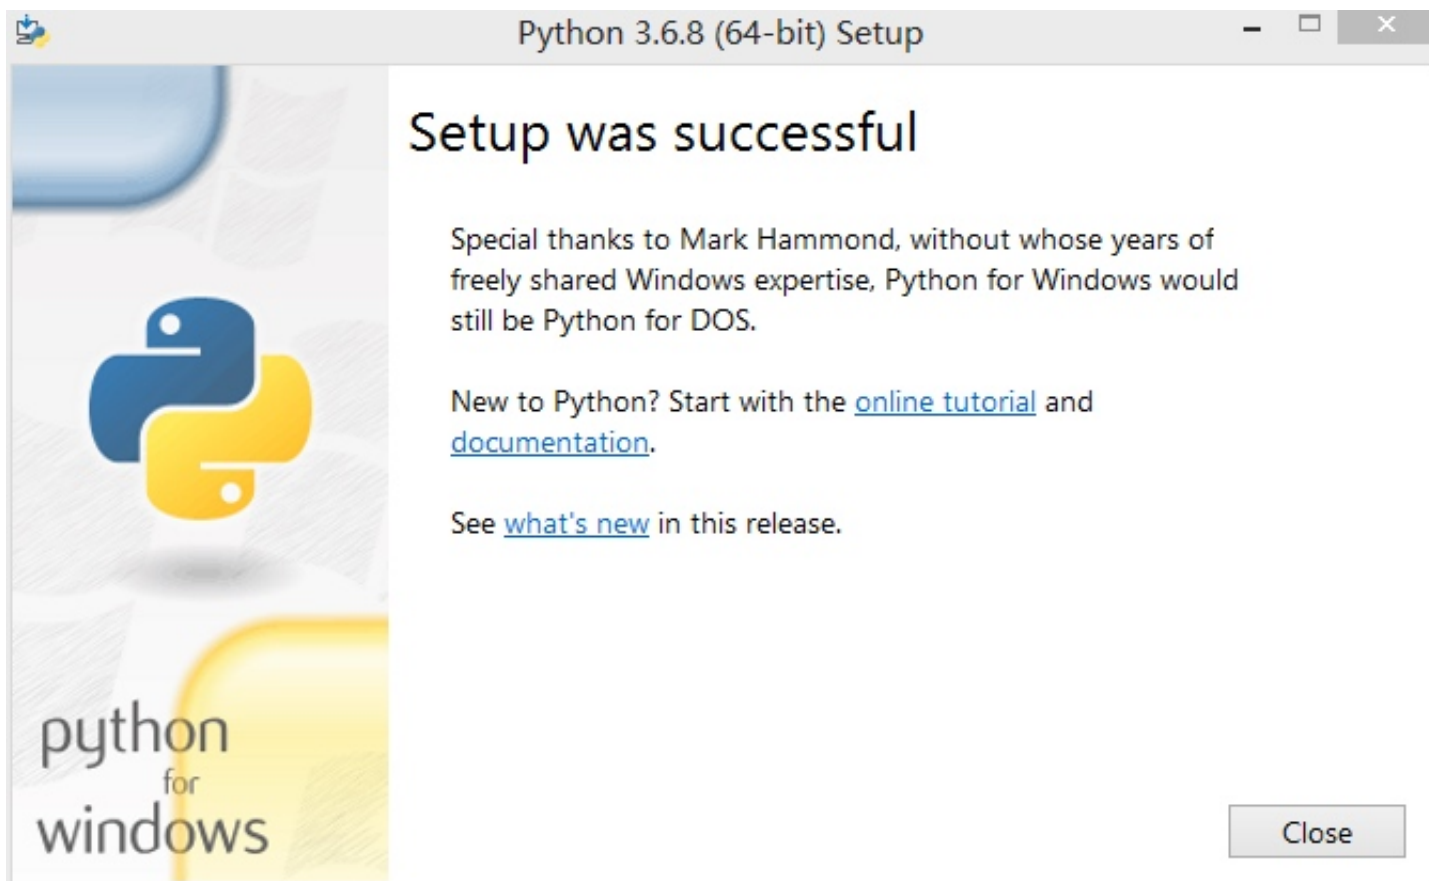 Python 3.6.8 (64-bit) Setup
Setup was successful
Special thanks to Mark Hammond, without whose years of
freely shared Windows expertise, Python for Windows would
still be Python for DOS.
New to Python? Start with the online tutorial and
documentation.
See what's new in this release.
python
for
windows
Close